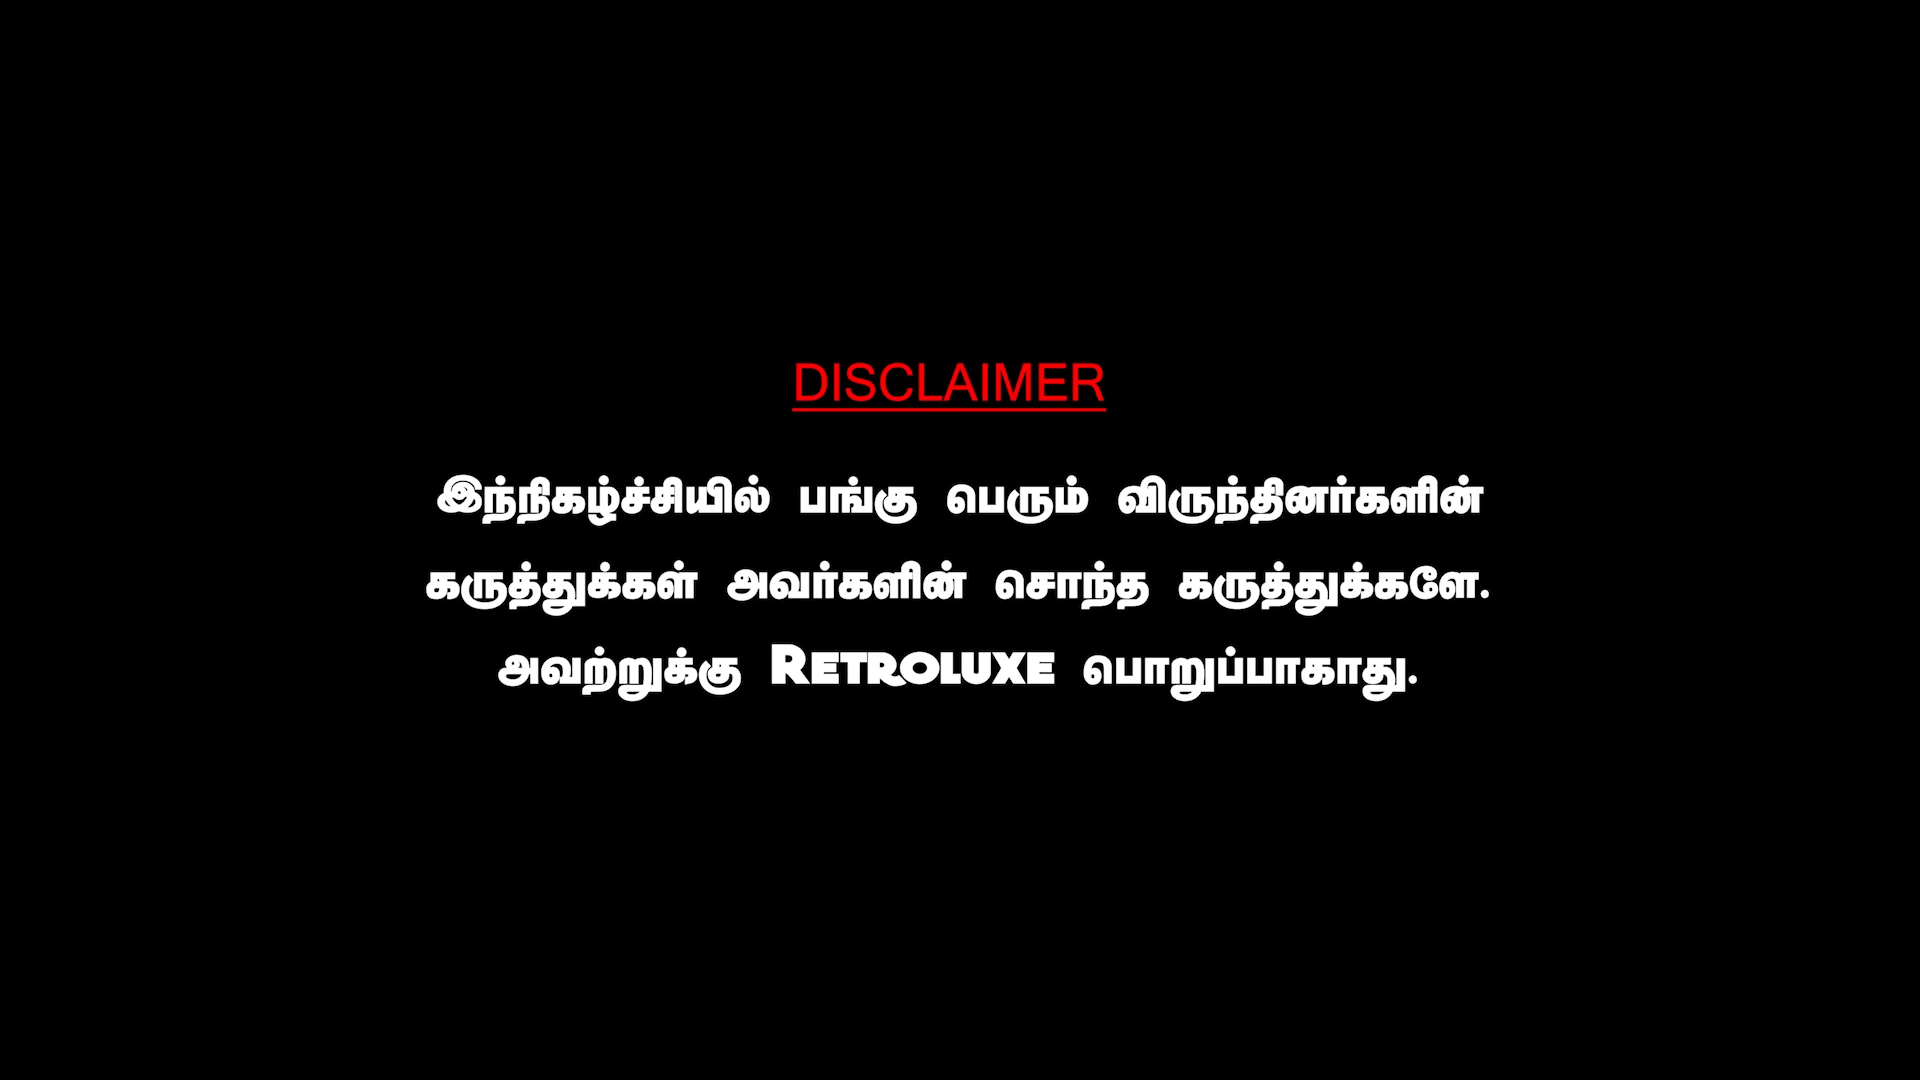 DISCLAIMER
இந்நிகழ்ச்சியில் பங்கு பெரும் விருந்தினர்களின்
கருத்துக்கள் அவர்களின் சொந்த கருத்துக்களே.
அவற்றுக்கு RETROLUXE பொறுப்பாகாது.